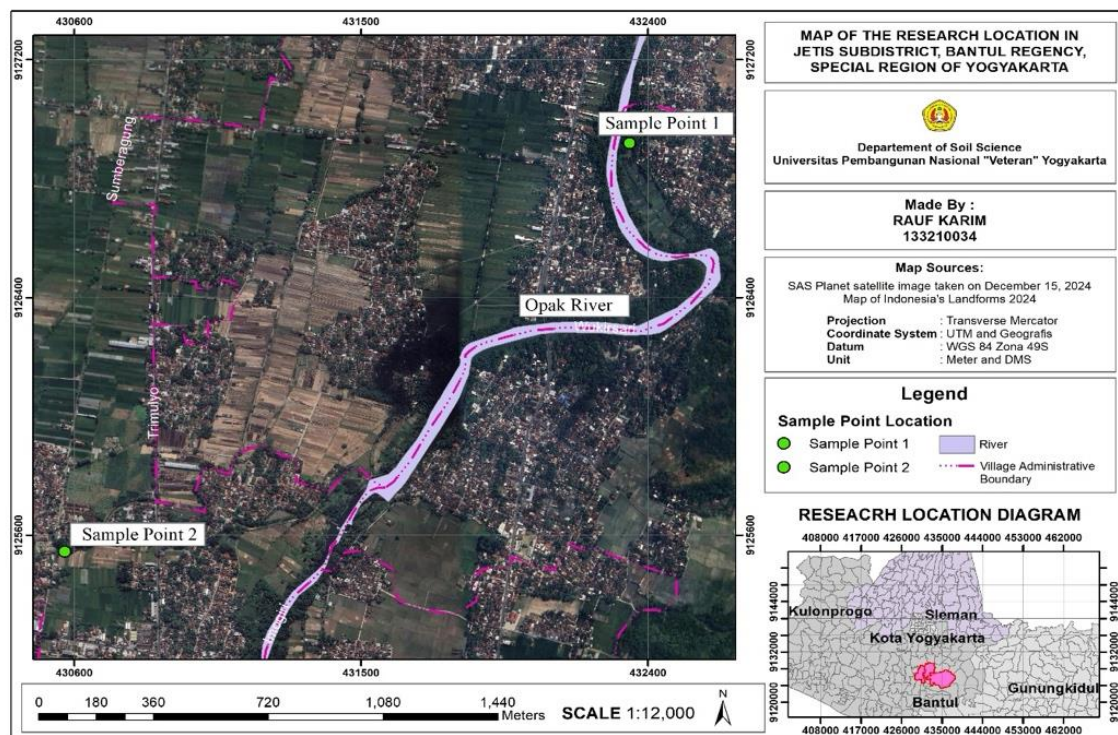 430600 431500 432400
9127200
9126400
9125600
9127200
9126400
9125600
Sample Point 1
Sumberagung
Opak River
Wukirsari
Trimulyo
Sample Point 2
430600 431500 432400
0 180 360 720 1,080 1,440
Meters
SCALE 1:12,000
N
MAP OF THE RESEARCH LOCATION IN
JETIS SUBDISTRICT, BANTUL REGENCY,
SPECIAL REGION OF YOGYAKARTA
Departement of Soil Science
Universitas Pembangunan Nasional "Veteran" Yogyakarta
Made By :
RAUF KARIM
133210034
Map Sources:
SAS Planet satellite image taken on December 15, 2024
Map of Indonesia's Landforms 2024
Projection : Transverse Mercator
Coordinate System : UTM and Geografis
Datum : WGS 84 Zona 49S
Unit : Meter and DMS
Legend
Sample Point Location
Sample Point 1
Sample Point 2
River
Village Administrative
Boundary
RESEACRH LOCATION DIAGRAM
408000 417000 426000 435000 444000 453000 462000
9144000
9132000
9120000
9144000
9132000
9120000
Kulonprogo
Sleman
Kota Yogyakarta
Bantul
Gunungkidul
408000 417000 426000 435000 444000 453000 462000